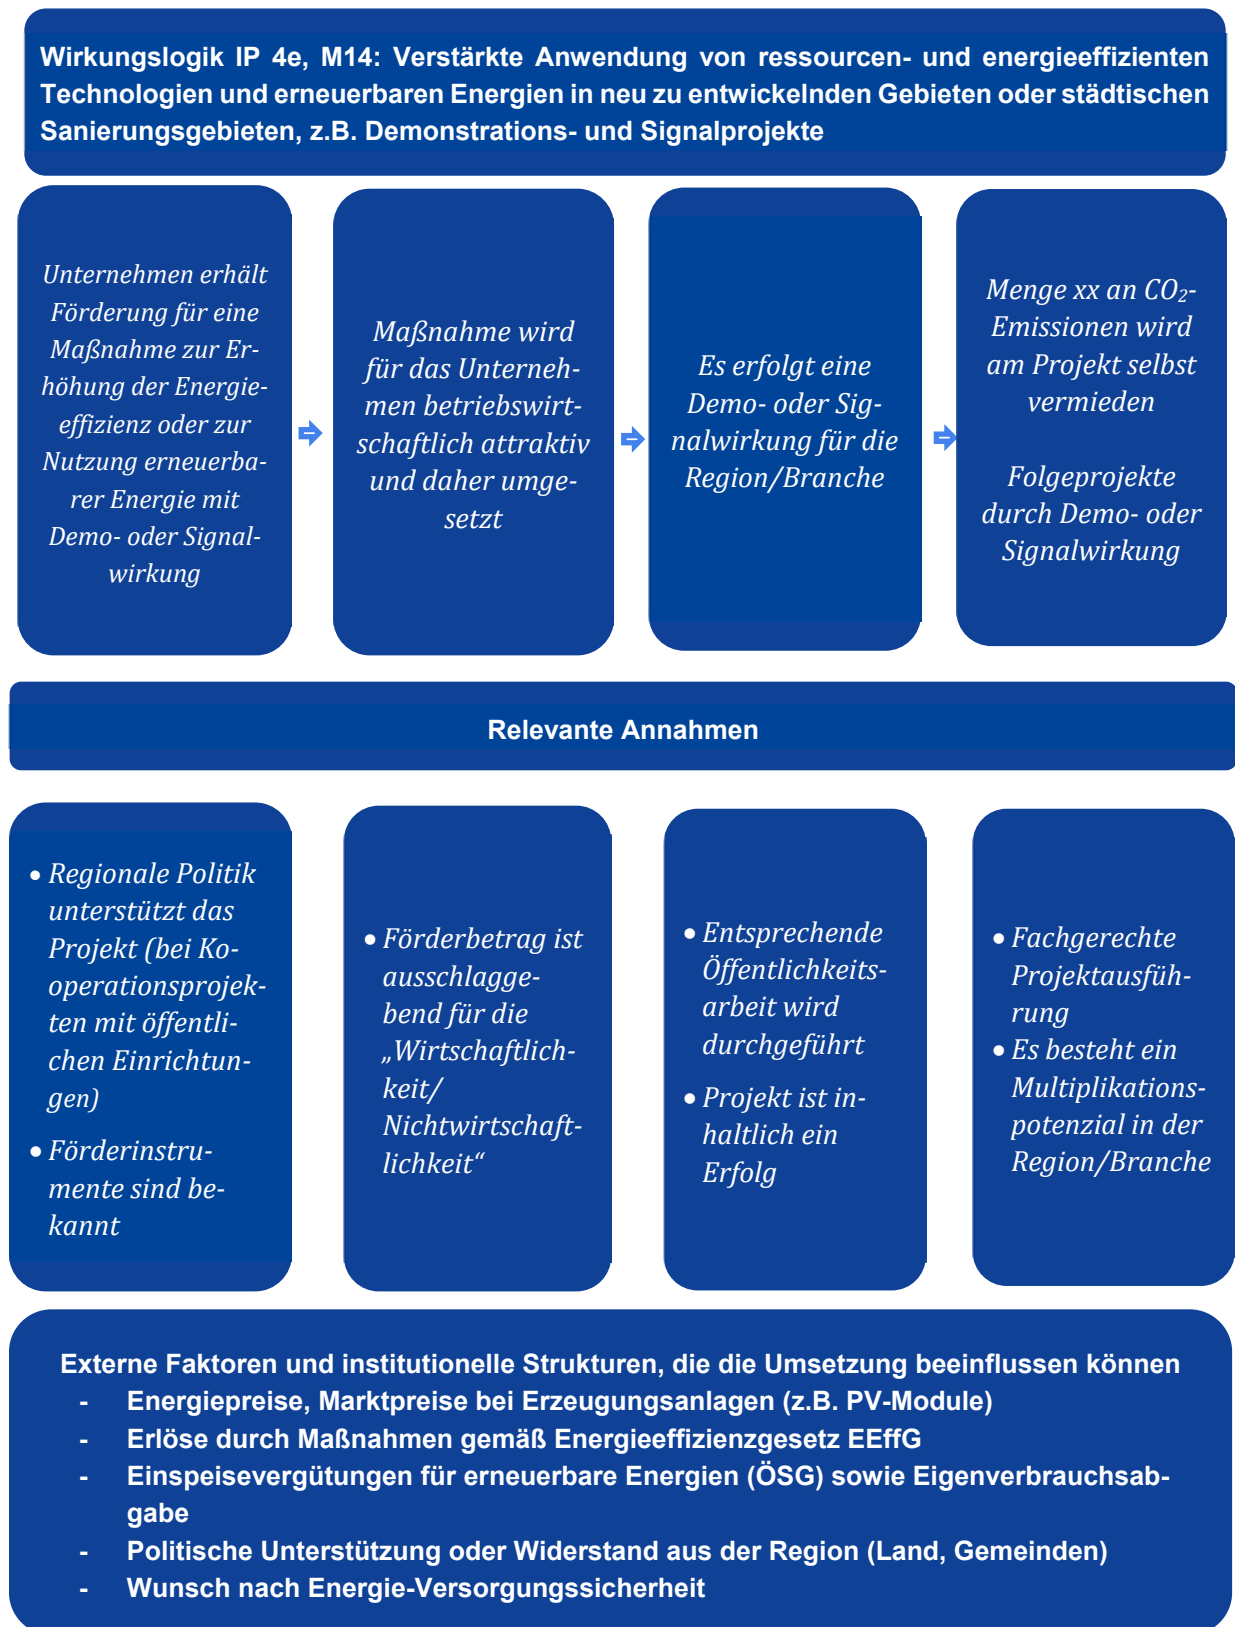 Wirkungslogik IP 4e, M14: Verstärkte Anwendung von ressourcen- und energieeffizienten
Technologien und erneuerbaren Energien in neu zu entwickelnden Gebieten oder städtischen
Sanierungsgebieten, z.B. Demonstrations- und Signalprojekte
Unternehmen erhält
Förderung für eine
Maßnahme zur Er-
höhung der Energie-
effizienz oder zur
Nutzung erneuerba-
rer Energie mit
Demo- oder Signal-
wirkung
Maßnahme wird
für das Unterneh-
men betriebswirt-
schaftlich attraktiv
und daher umge-
setzt
Es erfolgt eine
Demo- oder Sig-
nalwirkung für die
Region/Branche
Menge xx an CO₂-
Emissionen wird
am Projekt selbst
vermieden
Folgeprojekte
durch Demo- oder
Signalwirkung
Relevante Annahmen
• Regionale Politik
unterstützt das
Projekt (bei Ko-
operationsprojek-
ten mit öffentli-
chen Einrichtun-
gen)
• Förderinstru-
mente sind be-
kannt
• Förderbetrag ist
ausschlagge-
bend für die
„Wirtschaftlich-
keit/
Nichtwirtschaft-
lichkeit“
• Entsprechende
Öffentlichkeits-
arbeit wird
durchgeführt
• Projekt ist in-
haltlich ein
Erfolg
• Fachgerechte
Projektausfüh-
rung
• Es besteht ein
Multiplikations-
potenzial in der
Region/Branche
Externe Faktoren und institutionelle Strukturen, die die Umsetzung beeinflussen können
- Energiepreise, Marktpreise bei Erzeugungsanlagen (z.B. PV-Module)
- Erlöse durch Maßnahmen gemäß Energieeffizienzgesetz EEffG
- Einspeisevergütungen für erneuerbare Energien (ÖSG) sowie Eigenverbrauchsab-
gabe
- Politische Unterstützung oder Widerstand aus der Region (Land, Gemeinden)
- Wunsch nach Energie-Versorgungssicherheit